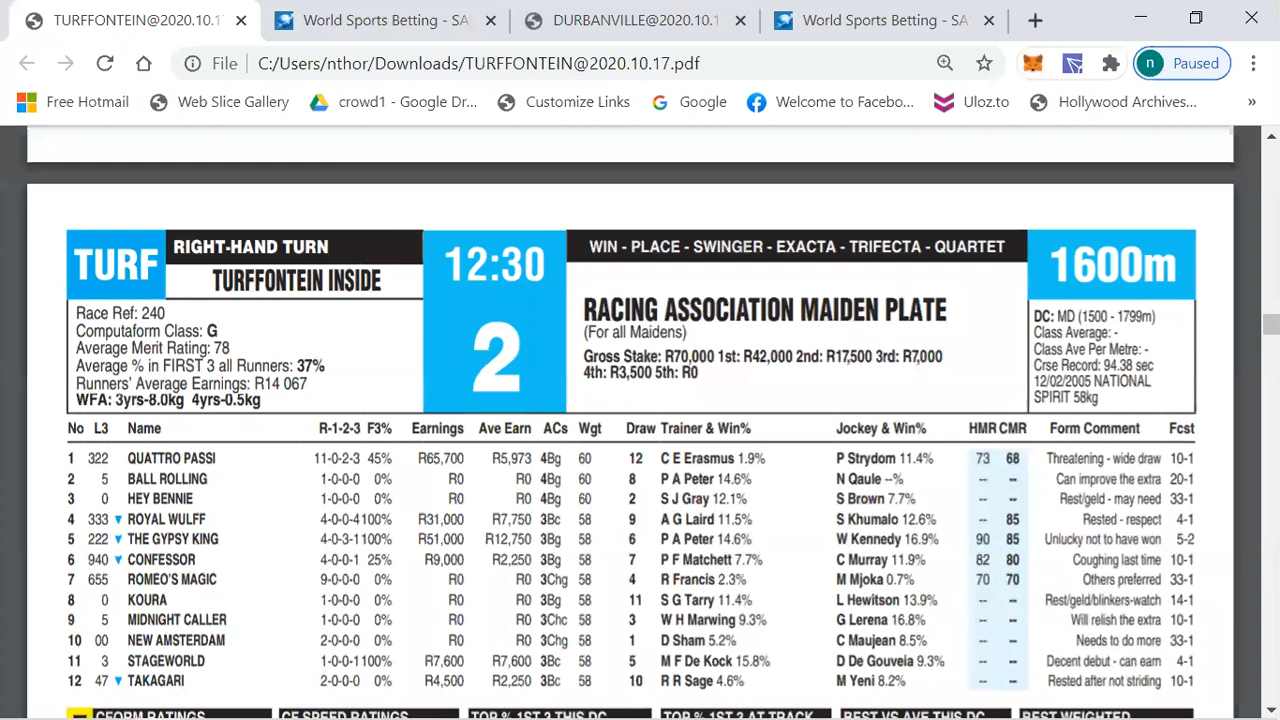 TURFFONTEIN@2020.10.1
World Sports Betting - SA
DURBANVILLE@2020.10.1
World Sports Betting - SA
File C:/Users/nthor/Downloads/TURFFONTEIN@2020.10.17.pdf n Paused
Free Hotmail Web Slice Gallery crowd1 - Google Dr... Customize Links Google Welcome to Facec... Uloz.to Hollywood Archives... »
TURF RIGHT-HAND TURN 12:30 WIN - PLACE - SWINGER - EXACTA - TRIFECTA - QUARTET 1600m
TURFFONTEIN INSIDE
2
RACING ASSOCIATION MAIDEN PLATE
(For all Maidens)
Gross Stake: R70,000 1st: R42,000 2nd: R17,500 3rd: R7,000
4th: R3,500 5th: R0
Race Ref: 240
Computaform Class: G
Average Merit Rating: 78
Average % in FIRST 3 all Runners: 37%
Runners' Average Earnings: R14 067
WFA: 3yrs-8.0kg 4yrs-0.5kg
DC: MD (1500 - 1799m)
Class Average: -
Class Ave Per Metre: -
Crse Record: 94.38 sec
12/02/2005 NATIONAL
SPIRIT 58kg
No L3 Name R-1-2-3 F3% Earnings Ave Earn ACs Wgt Draw Trainer & Win% Jockey & Win% HMR CMR Form Comment Fcst
1 322 QUATTRO PASSI 11-0-2-3 45% R65,700 R5,973 4Bg 60 12 C E Erasmus 1.9% P Strydom 11.4% 73 68 Threatening - wide draw 10-1
2 5 BALL ROLLING 1-0-0-0 0% R0 R0 4Bg 60 8 P A Peter 14.6% N Qaule --% -- -- Can improve the extra 20-1
3 0 HEY BENNIE 1-0-0-0 0% R0 R0 4Bg 60 2 S J Gray 12.1% S Brown 7.7% -- -- Rest/geld - may need 33-1
4 333 ROYAL WULFF 4-0-0-4 100% R31,000 R7,750 3Bc 58 9 A G Laird 11.5% S Khumalo 12.6% -- 85 Rested - respect 4-1
5 222 THE GYPSY KING 4-0-3-1 100% R51,000 R12,750 3Bg 58 6 P A Peter 14.6% W Kennedy 16.9% 90 85 Unlucky not to have won 5-2
6 940 CONFESSOR 4-0-0-1 25% R9,000 R2,250 3Bg 58 7 P F Matchett 7.7% C Murray 11.9% 82 80 Coughing last time 10-1
7 655 ROMEO'S MAGIC 9-0-0-0 0% R0 R0 3Chg 58 4 R Francis 2.3% M Mjoka 0.7% 70 70 Others preferred 33-1
8 0 KOURA 1-0-0-0 0% R0 R0 3Bg 58 11 S G Tarry 11.4% L Hewitson 13.9% -- -- Rest/geld/blinkers-watch 14-1
9 5 MIDNIGHT CALLER 1-0-0-0 0% R0 R0 3Chc 58 3 W H Marwing 9.3% G Lerena 16.8% -- -- Will relish the extra 10-1
10 00 NEW AMSTERDAM 2-0-0-0 0% R0 R0 3Chg 58 1 D Sham 5.2% C Maujean 8.5% -- -- Needs to do more 33-1
11 3 STAGEWORLD 1-0-0-1 100% R7,600 R7,600 3Bc 58 5 M F De Kock 15.8% D De Gouveia 9.3% -- -- Decent debut - can earn 4-1
12 47 TAKAGARI 2-0-0-0 0% R4,500 R2,250 3Bc 58 10 R R Sage 4.6% M Yeni 8.2% -- -- Rested after not striding 10-1
CFORM RATINGS CF SPEED RATINGS TOP % 1ST 3 THIS DC TOP % 1ST 3 AT TRACK BEST VS AVE THIS DC BEST WEIGHTED